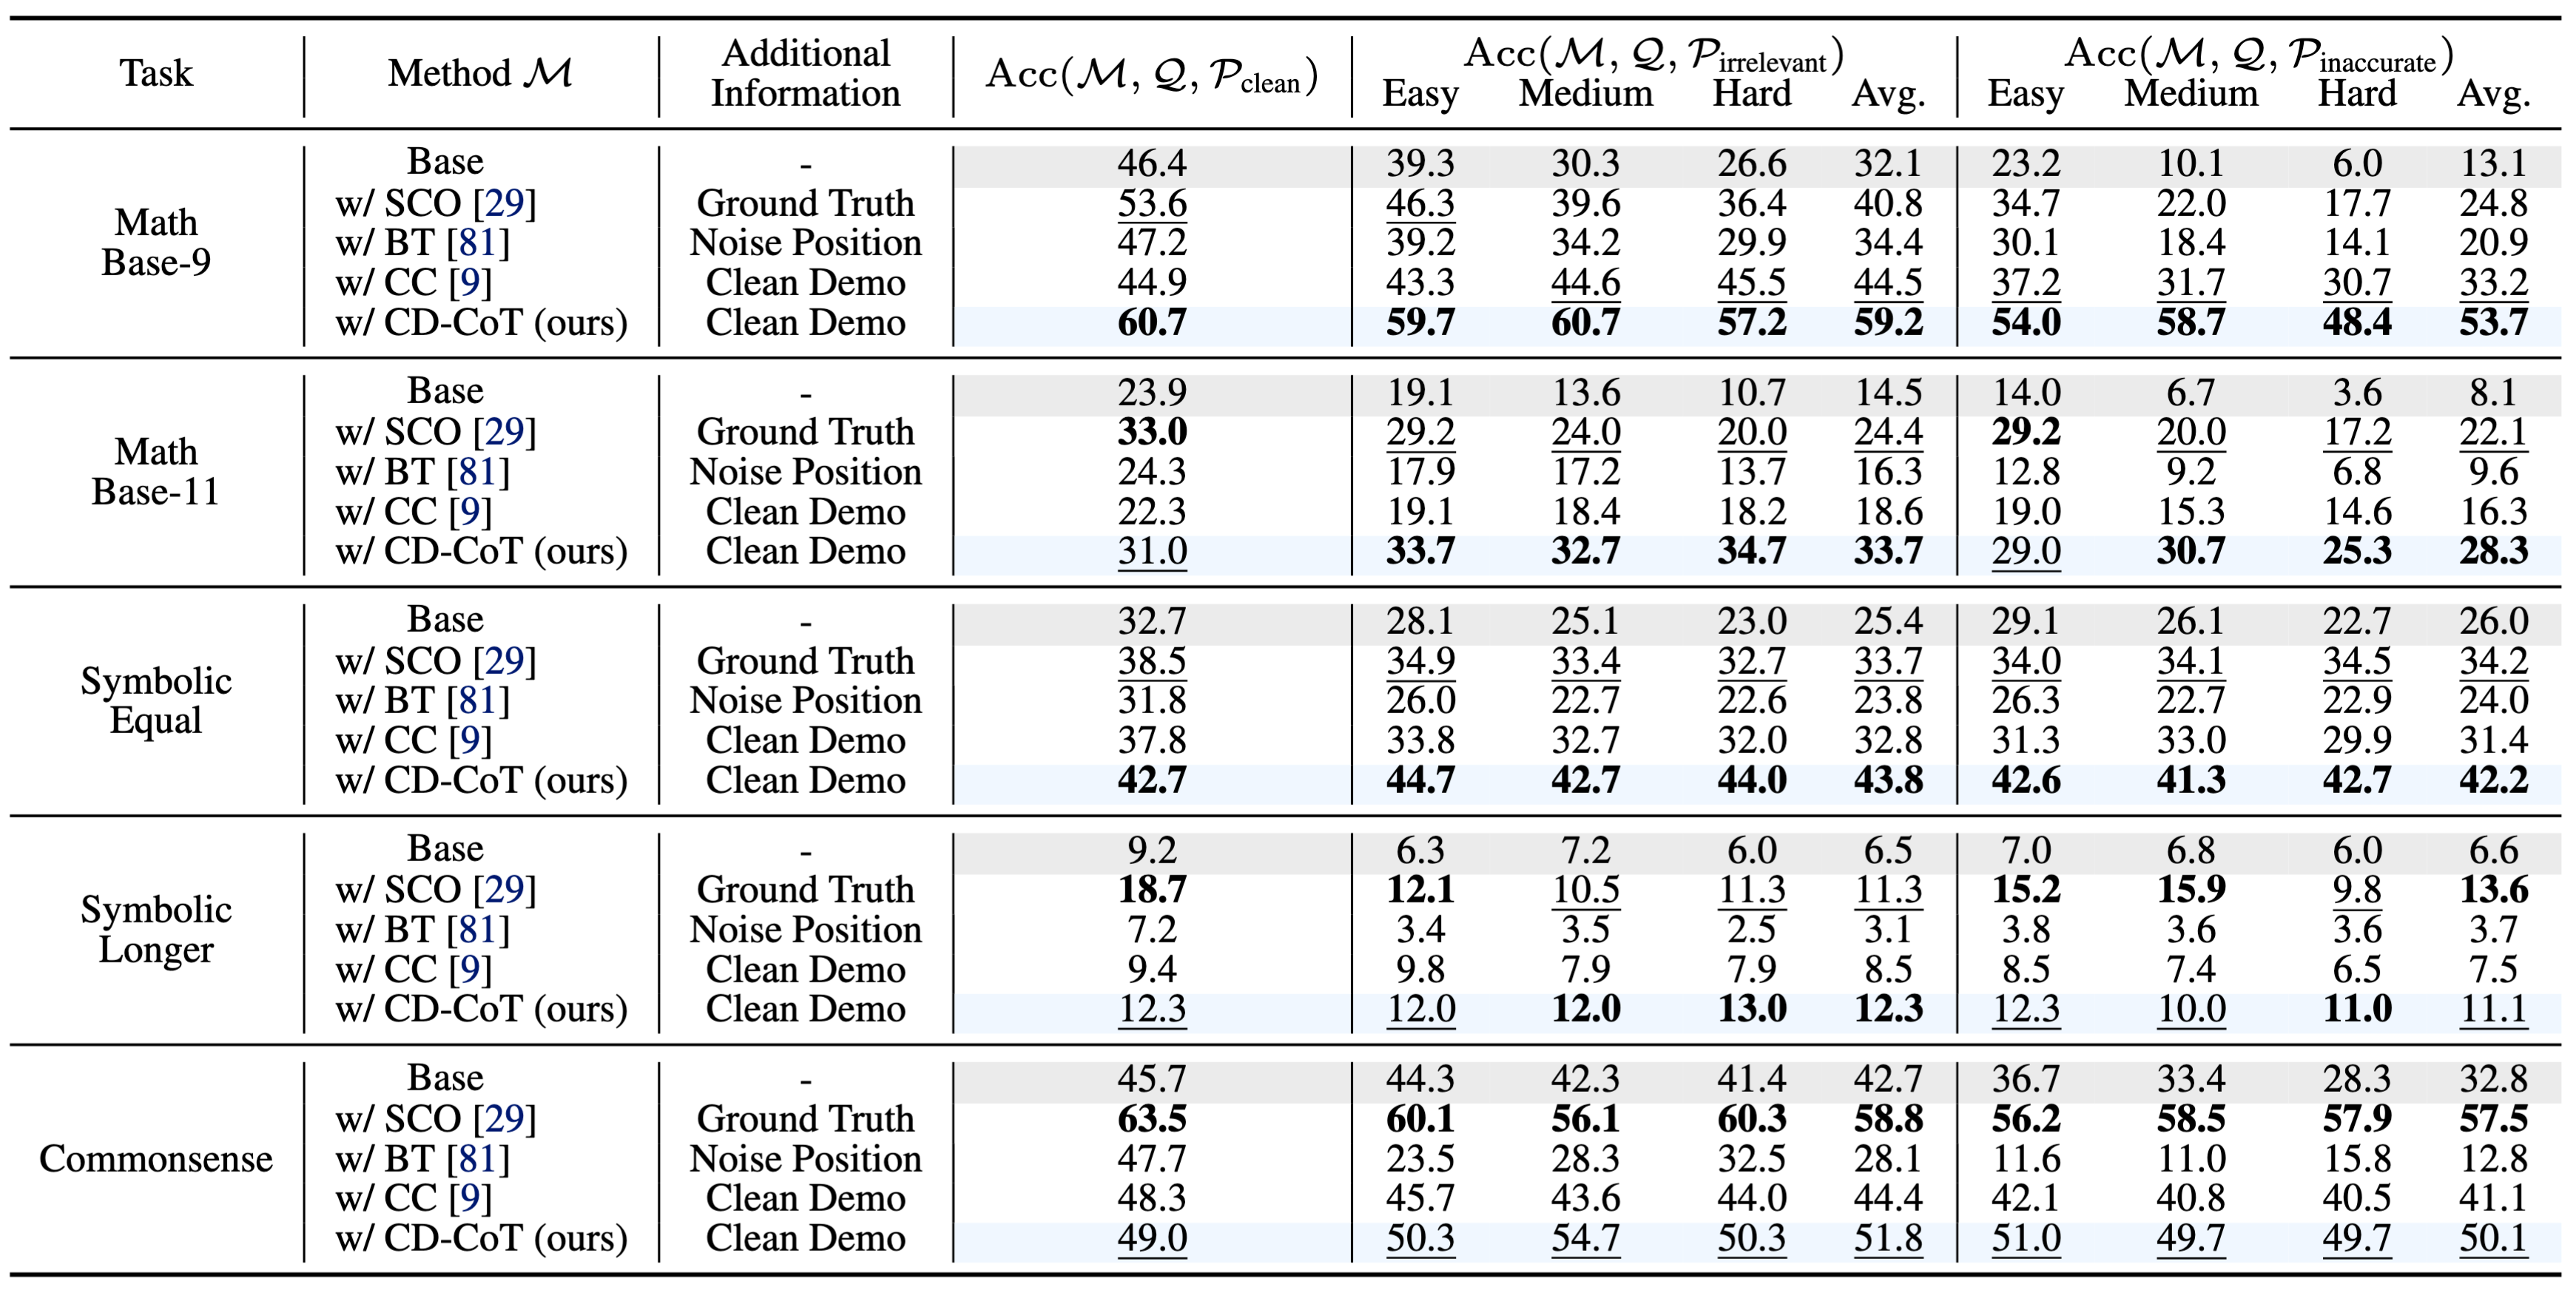 Task Method M Additional Information Acc(M, Q, P_clean) Acc(M, Q, P_irrelevant) Acc(M, Q, P_inaccurate)
Easy Medium Hard Avg. Easy Medium Hard Avg.
Math Base-9
Base - 46.4 39.3 30.3 26.6 32.1 23.2 10.1 6.0 13.1
w/ SCO [29] Ground Truth 53.6 46.3 39.6 36.4 40.8 34.7 22.0 17.7 24.8
w/ BT [81] Noise Position 47.2 39.2 34.2 29.9 34.4 30.1 18.4 14.1 20.9
w/ CC [9] Clean Demo 44.9 43.3 44.6 45.5 44.5 37.2 31.7 30.7 33.2
w/ CD-CoT (ours) Clean Demo 60.7 59.7 60.7 57.2 59.2 54.0 58.7 48.4 53.7
Math Base-11
Base - 23.9 19.1 13.6 10.7 14.5 14.0 6.7 3.6 8.1
w/ SCO [29] Ground Truth 33.0 29.2 24.0 20.0 24.4 29.2 20.0 17.2 22.1
w/ BT [81] Noise Position 24.3 17.9 17.2 13.7 16.3 12.8 9.2 6.8 9.6
w/ CC [9] Clean Demo 22.3 19.1 18.4 18.2 18.6 19.0 15.3 14.6 16.3
w/ CD-CoT (ours) Clean Demo 31.0 33.7 32.7 34.7 33.7 29.0 30.7 25.3 28.3
Symbolic Equal
Base - 32.7 28.1 25.1 23.0 25.4 29.1 26.1 22.7 26.0
w/ SCO [29] Ground Truth 38.5 34.9 33.4 32.7 33.7 34.0 34.1 34.5 34.2
w/ BT [81] Noise Position 31.8 26.0 22.7 22.6 23.8 26.3 22.7 22.9 24.0
w/ CC [9] Clean Demo 37.8 33.8 32.7 32.0 32.8 31.3 33.0 29.9 31.4
w/ CD-CoT (ours) Clean Demo 42.7 44.7 42.7 44.0 43.8 42.6 41.3 42.7 42.2
Symbolic Longer
Base - 9.2 6.3 7.2 6.0 6.5 7.0 6.8 6.0 6.6
w/ SCO [29] Ground Truth 18.7 12.1 10.5 11.3 11.3 15.2 15.9 9.8 13.6
w/ BT [81] Noise Position 7.2 3.4 3.5 2.5 3.1 3.8 3.6 3.6 3.7
w/ CC [9] Clean Demo 9.4 9.8 7.9 7.9 8.5 8.5 7.4 6.5 7.5
w/ CD-CoT (ours) Clean Demo 12.3 12.0 12.0 13.0 12.3 12.3 10.0 11.0 11.1
Commonsense
Base - 45.7 44.3 42.3 41.4 42.7 36.7 33.4 28.3 32.8
w/ SCO [29] Ground Truth 63.5 60.1 56.1 60.3 58.8 56.2 58.5 57.9 57.5
w/ BT [81] Noise Position 47.7 23.5 28.3 32.5 28.1 11.6 11.0 15.8 12.8
w/ CC [9] Clean Demo 48.3 45.7 43.6 44.0 44.4 42.1 40.8 40.5 41.1
w/ CD-CoT (ours) Clean Demo 49.0 50.3 54.7 50.3 51.8 51.0 49.7 49.7 50.1